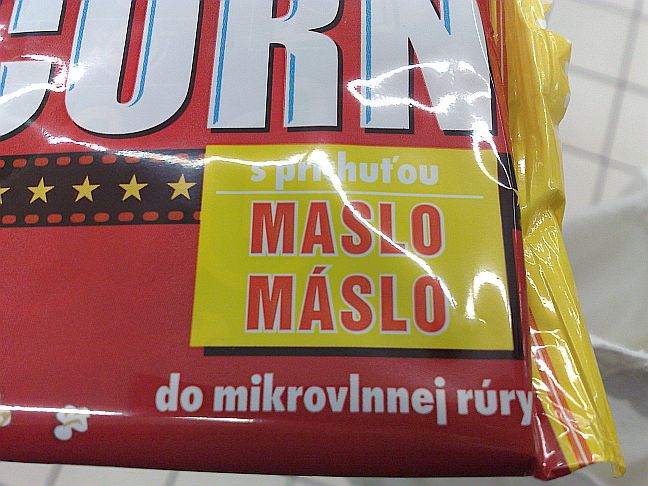 CORN
s príchuťou
MASLO
MÁSLO
do mikrovlnnej rúry